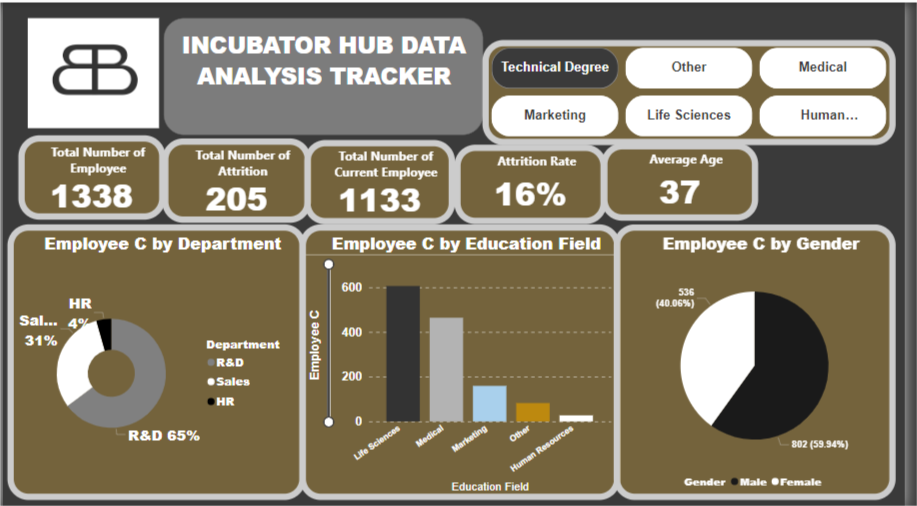 INCUBATOR HUB DATA
ANALYSIS TRACKER
Technical Degree
Other
Medical
Marketing
Life Sciences
Human...
Total Number of
Employee
1338
Total Number of
Attrition
205
Total Number of
Current Employee
1133
Attrition Rate
16%
Average Age
37
Employee C by Department
HR
4%
Sal...
31%
R&D 65%
Department
R&D
Sales
HR
Employee C by Education Field
Employee C
600
400
200
0
Life Sciences
Medical
Marketing
Other
Human Resources
Education Field
Employee C by Gender
536
(40.06%)
802 (59.94%)
Gender Male Female